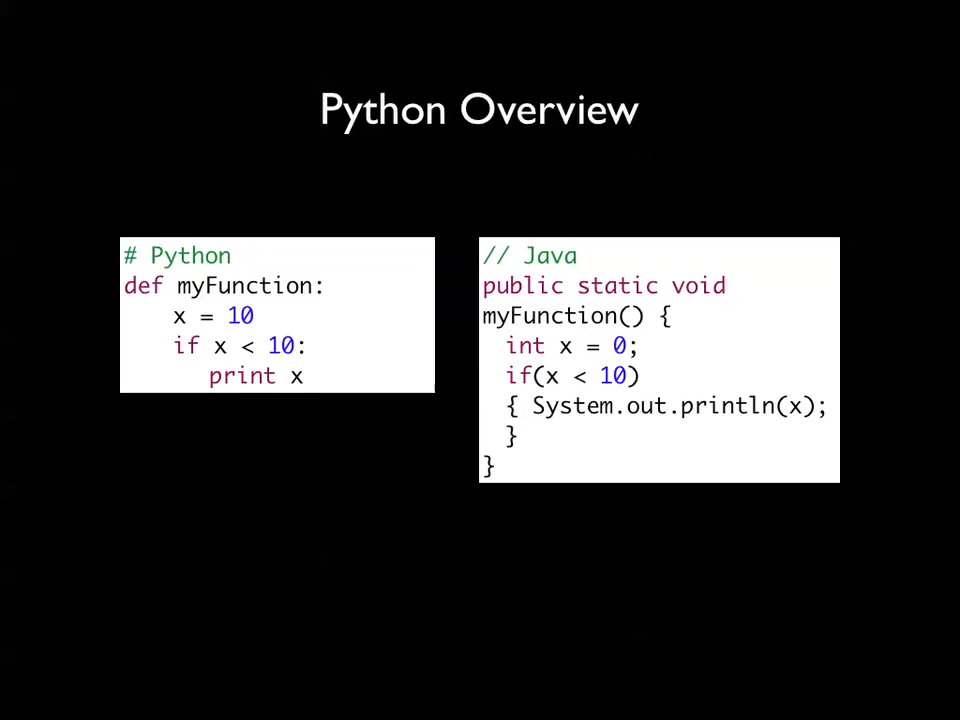 Python Overview
# Python
def myFunction:
x = 10
if x < 10:
print x
// Java
public static void
myFunction() {
int x = 0;
if(x < 10)
{ System.out.println(x);
}
}